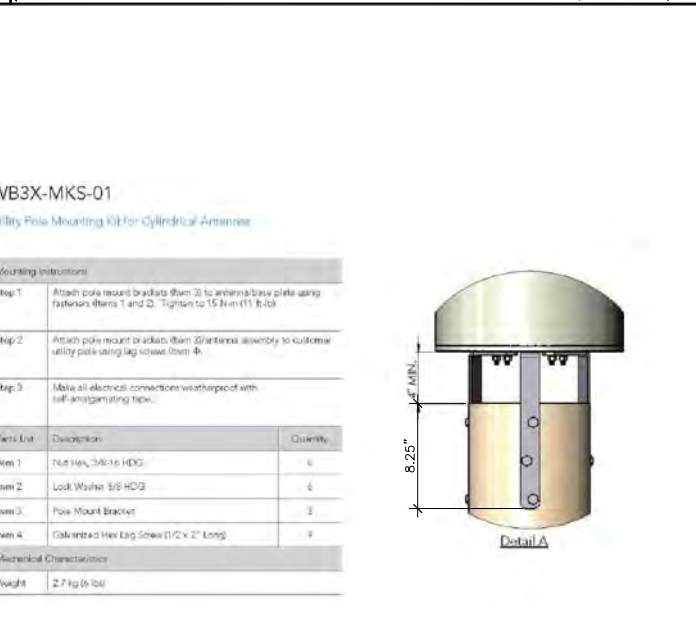 WB3X-MKS-01
Utility Pole Mounting Kit for Cylindrical Antennas
Mounting Instructions
Step 1 Attach pole mount brackets (Item 3) to antenna/base plate using
fasteners (Items 1 and 2). Tighten to 15 N-m (11 ft-lb).
Step 2 Attach pole mount brackets (Item 3)/antenna assembly to customer
utility pole using lag screws (Item 4).
Step 3 Make all electrical connections weatherproof with
self-amalgamating tape.
Parts List Description Quantity
Item 1 Nut Hex, 3/8-16 HDG 6
Item 2 Lock Washer 3/8 HDG 6
Item 3 Pole Mount Bracket 3
Item 4 Galvanized Hex Lag Screw (1/2 x 2" Long) 9
Mechanical Characteristics
Weight 2.7 kg (6 lbs)
4" MIN.
8.25"
Detail A